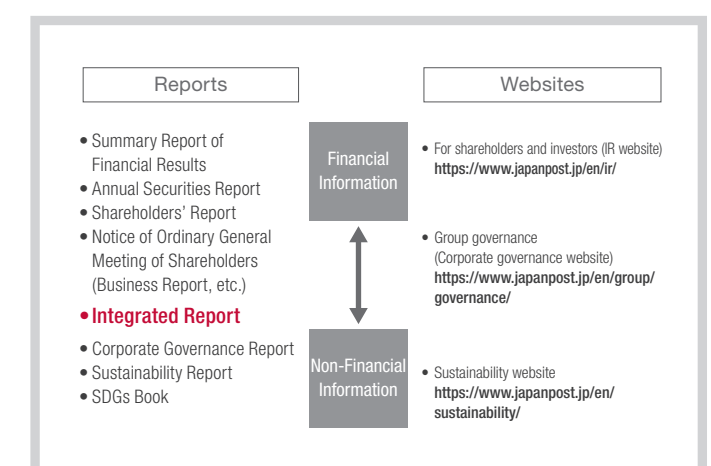 Reports
• Summary Report of
Financial Results
• Annual Securities Report
• Shareholders' Report
• Notice of Ordinary General
Meeting of Shareholders
(Business Report, etc.)
• Integrated Report
• Corporate Governance Report
• Sustainability Report
• SDGs Book
Financial
Information
Non-Financial
Information
Websites
• For shareholders and investors (IR website)
https://www.japanpost.jp/en/ir/
• Group governance
(Corporate governance website)
https://www.japanpost.jp/en/group/
governance/
• Sustainability website
https://www.japanpost.jp/en/
sustainability/